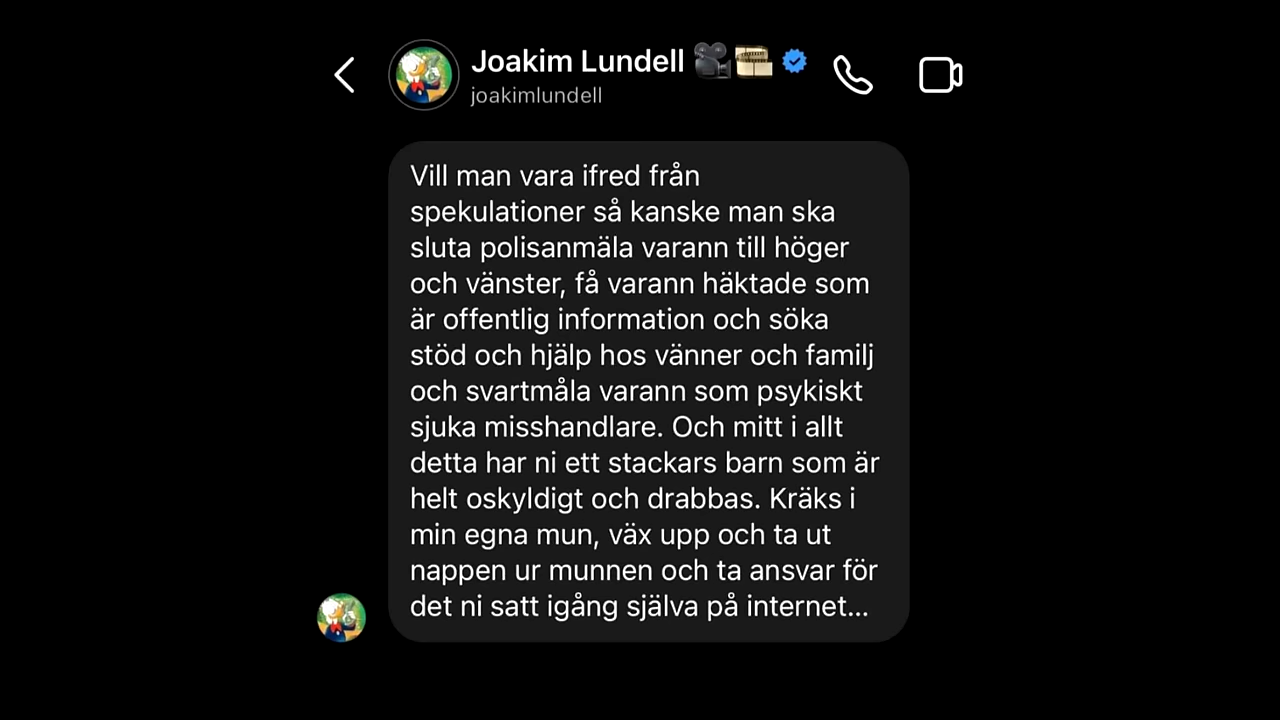 Joakim Lundell 🎥🎞️
joakimlundell
Vill man vara ifred från
spekulationer så kanske man ska
sluta polisanmäla varann till höger
och vänster, få varann häktade som
är offentlig information och söka
stöd och hjälp hos vänner och familj
och svartmåla varann som psykiskt
sjuka misshandlare. Och mitt i allt
detta har ni ett stackars barn som är
helt oskyldigt och drabbas. Kräks i
min egna mun, väx upp och ta ut
nappen ur munnen och ta ansvar för
det ni satt igång själva på internet...